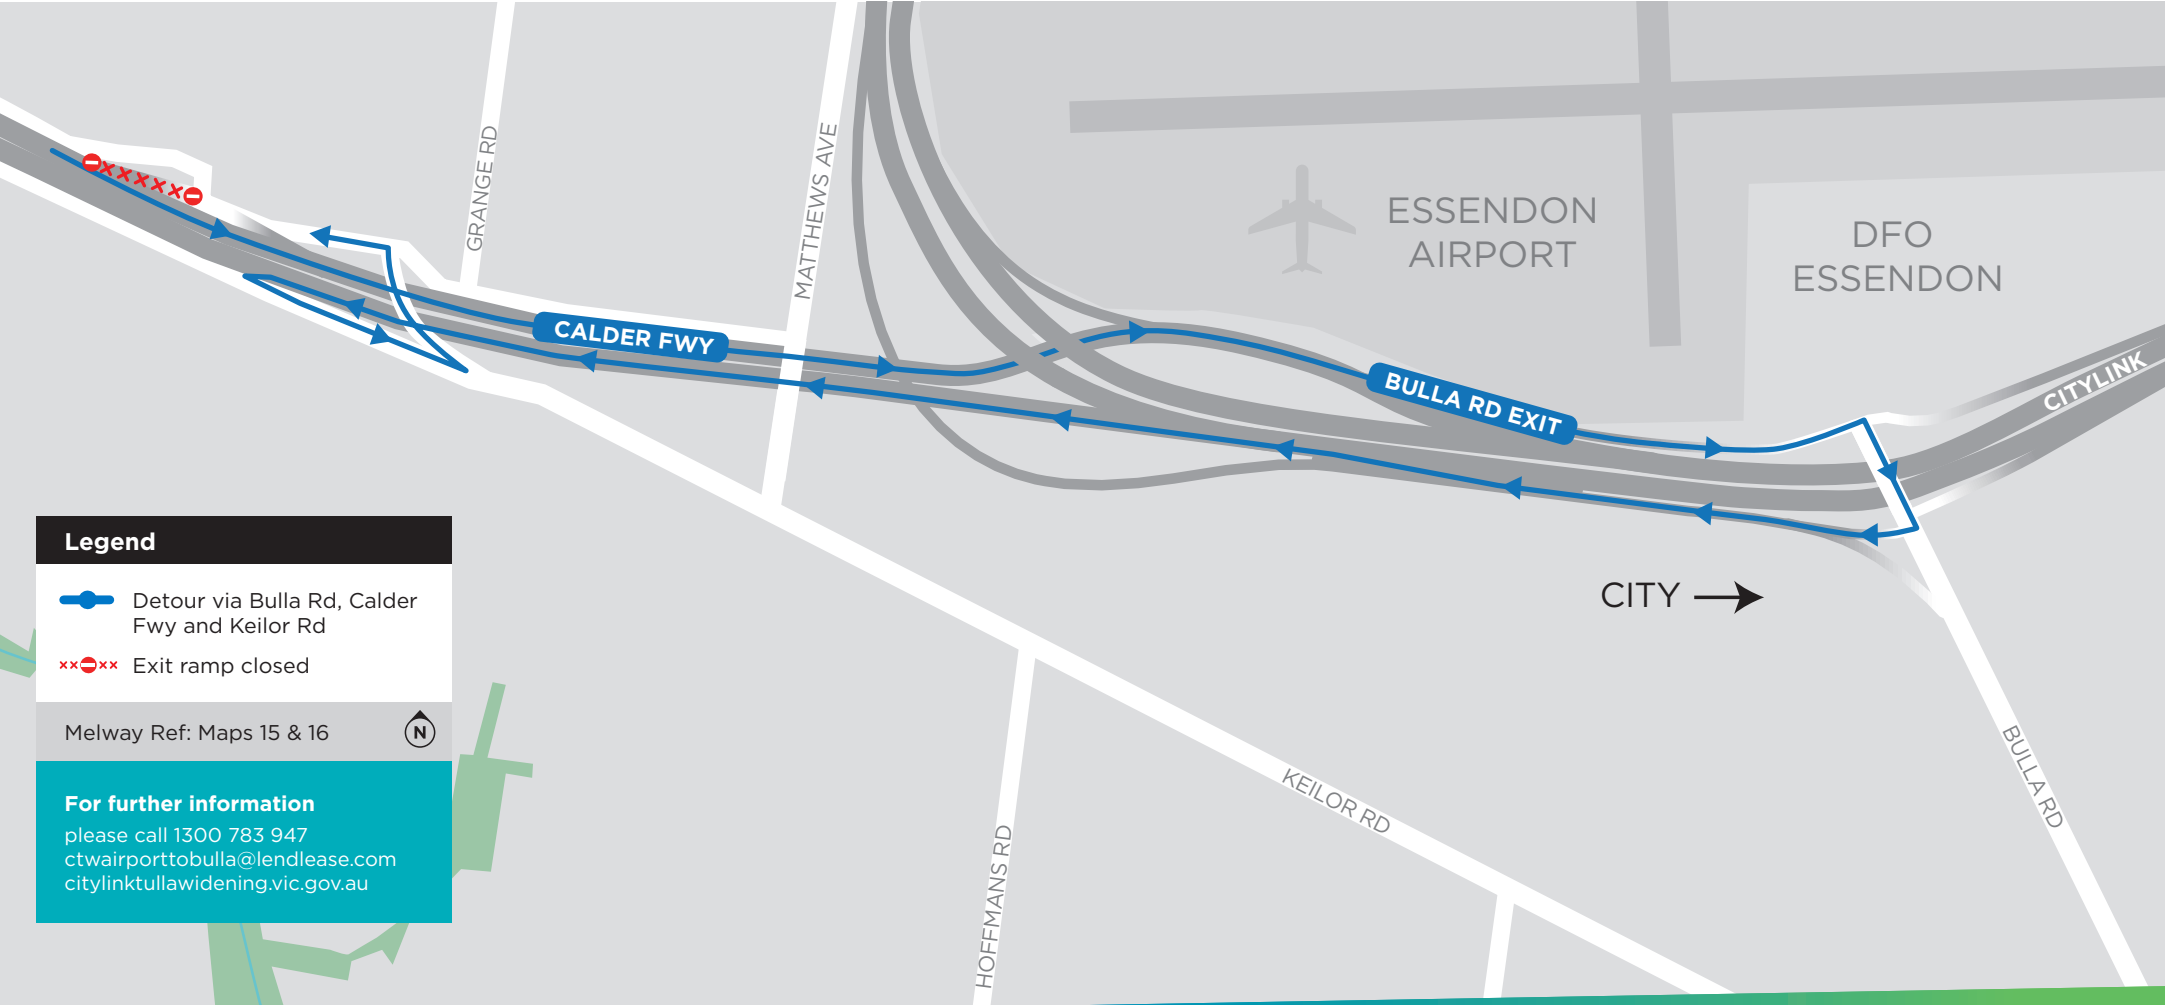 GRANGE RD
MATTHEWS AVE
ESSENDON
AIRPORT
DFO
ESSENDON
CALDER FWY
BULLA RD EXIT
CITYLINK
CITY
BULLA RD
KEILOR RD
HOFFMANS RD
Legend
Detour via Bulla Rd, Calder
Fwy and Keilor Rd
Exit ramp closed
Melway Ref: Maps 15 & 16
N
For further information
please call 1300 783 947
ctwairporttobulla@lendlease.com
citylinktullawidening.vic.gov.au